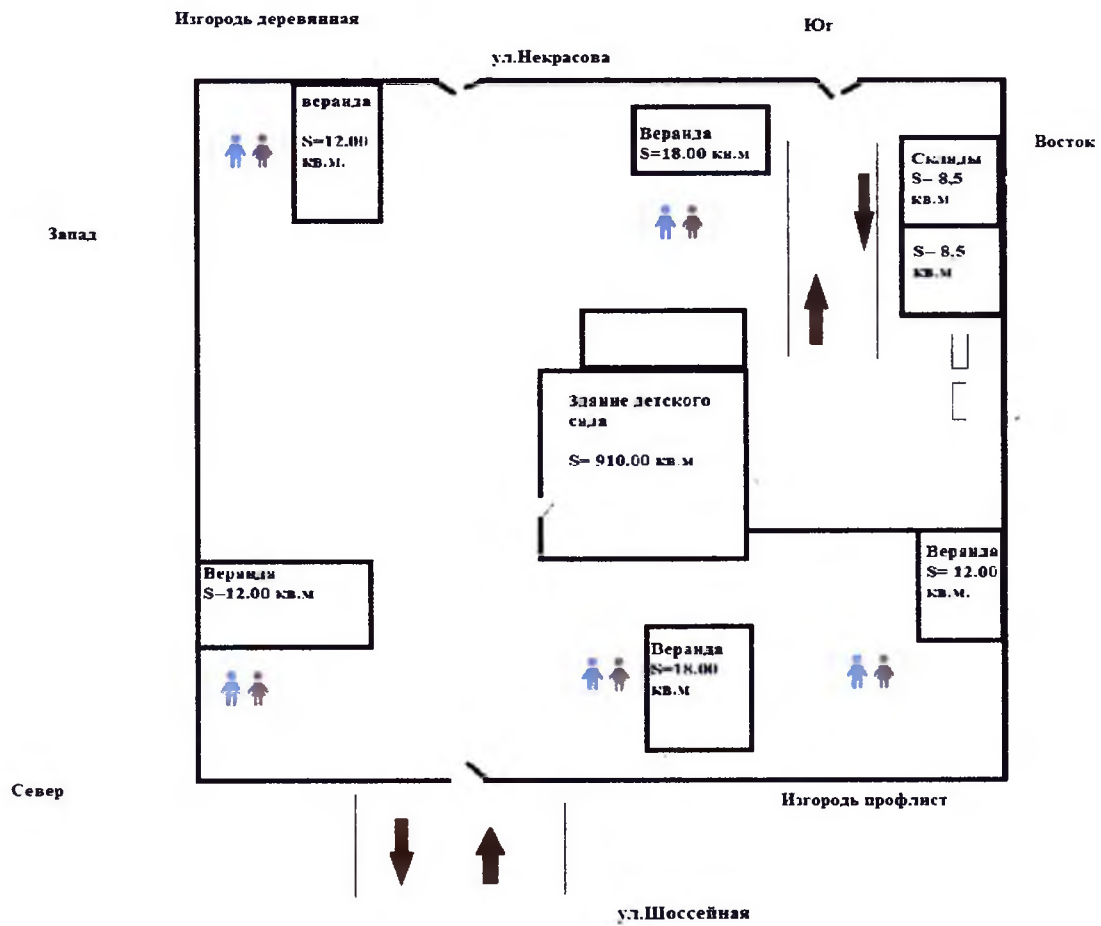 Изгородь деревянная
Юг
ул.Некрасова
веранда
S=12.00
кв.м.
Веранда
S=18.00 кв.м
Восток
Склады
S– 8,5
кв.м
Запад
S– 8.5
кв.м
Здание детского
сада
S= 910.00 кв.м
Веранда
S= 12.00
кв.м.
Веранда
S–12.00 кв.м
Веранда
S=18.00
кв.м
Север
Изгородь профлист
ул.Шоссейная